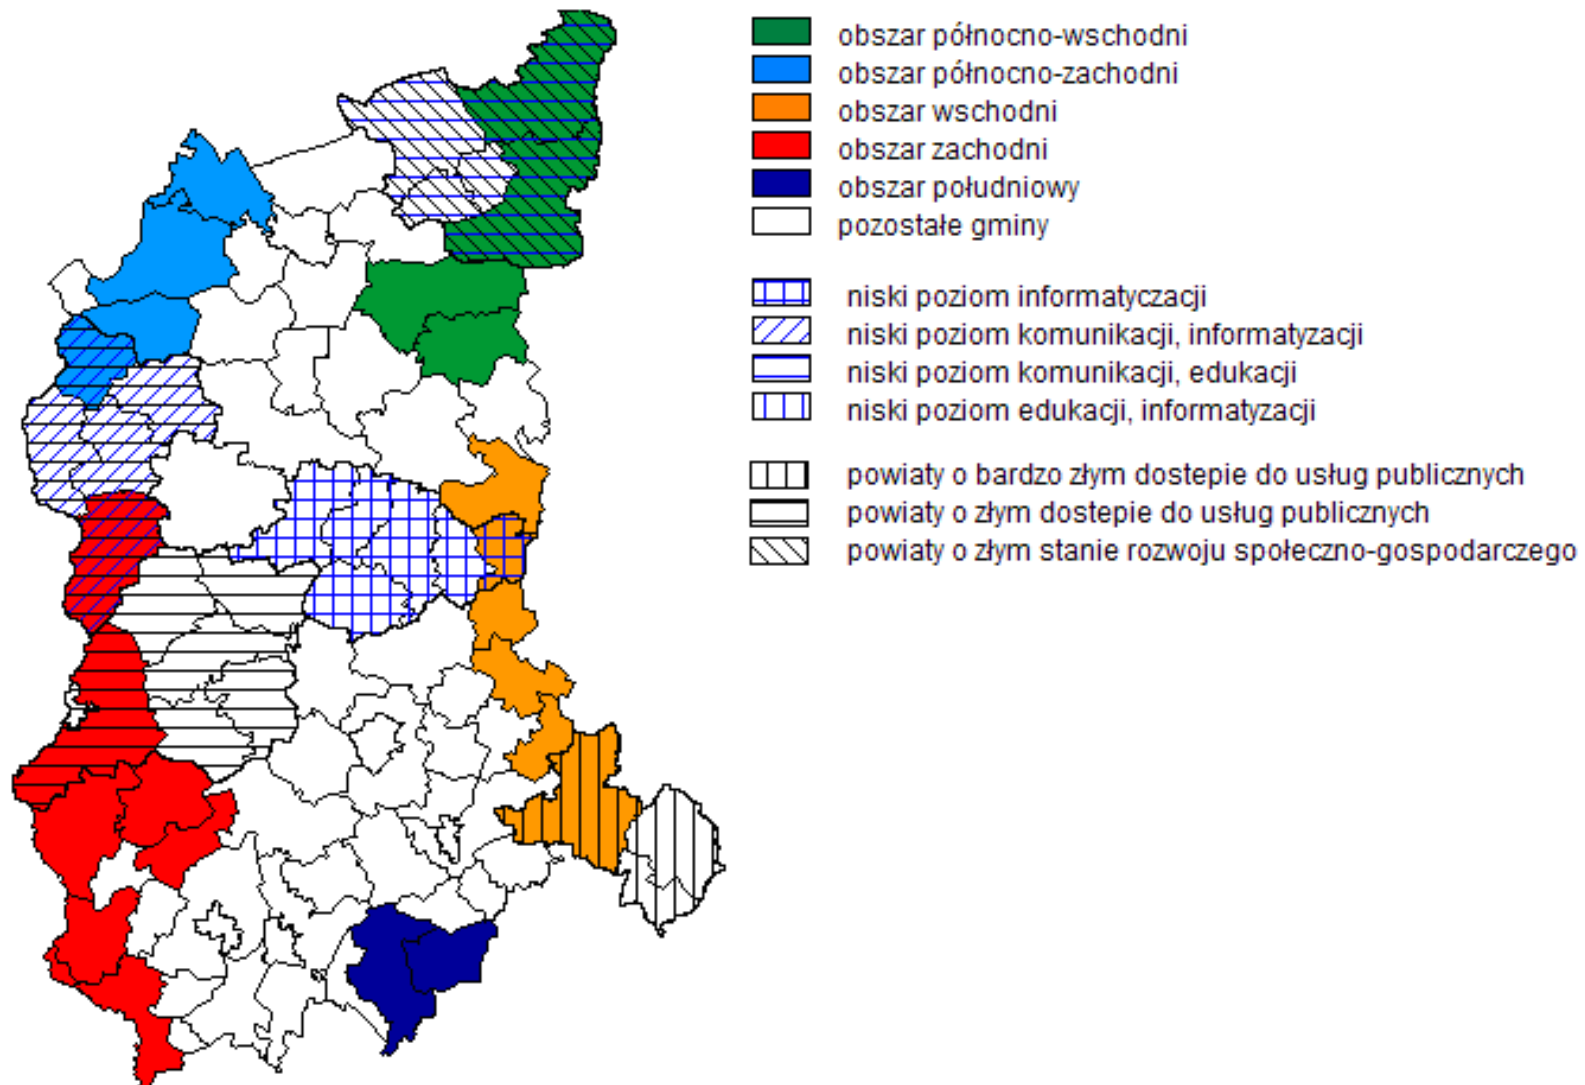 obszar północno-wschodni
obszar północno-zachodni
obszar wschodni
obszar zachodni
obszar południowy
pozostałe gminy
niski poziom informatyczacji
niski poziom komunikacji, informatyzacji
niski poziom komunikacji, edukacji
niski poziom edukacji, informatyzacji
powiaty o bardzo złym dostepie do usług publicznych
powiaty o złym dostepie do usług publicznych
powiaty o złym stanie rozwoju społeczno-gospodarczego